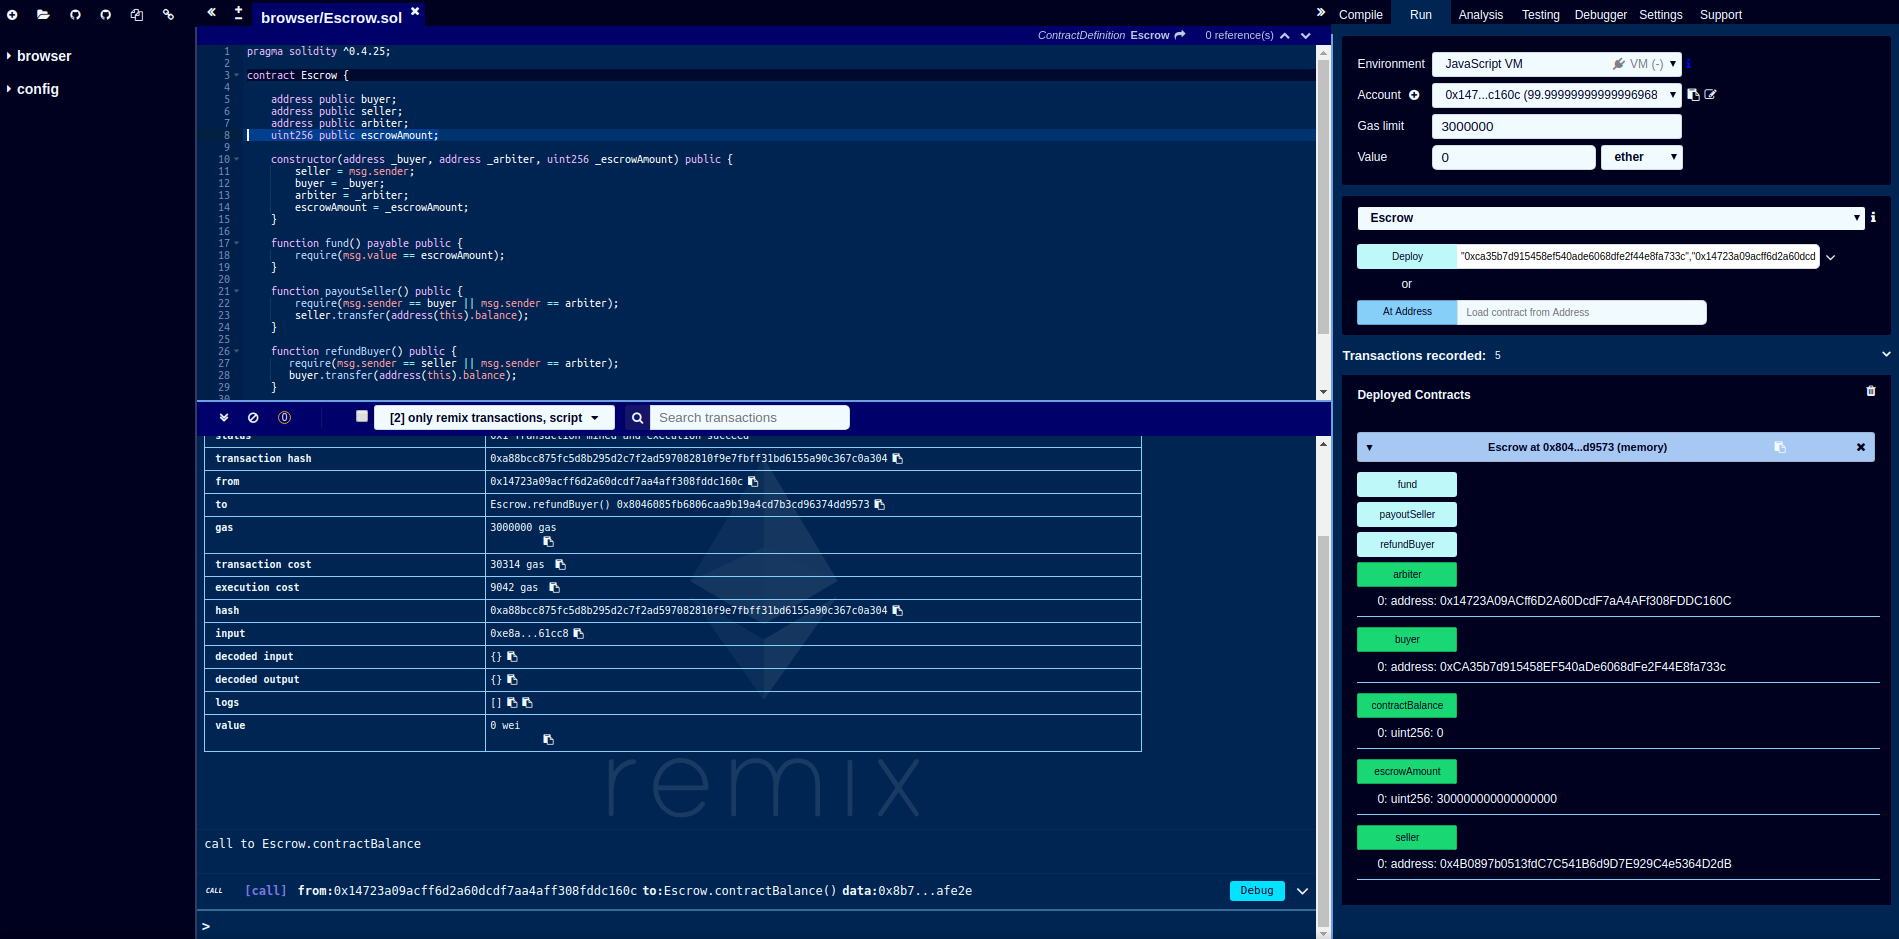 browser
config
browser/Escrow.sol
ContractDefinition Escrow 0 reference(s)
1 pragma solidity ^0.4.25;
2
3 contract Escrow {
4
5 address public buyer;
6 address public seller;
7 address public arbiter;
8 uint256 public escrowAmount;
9
10 constructor(address _buyer, address _arbiter, uint256 _escrowAmount) public {
11 seller = msg.sender;
12 buyer = _buyer;
13 arbiter = _arbiter;
14 escrowAmount = _escrowAmount;
15 }
16
17 function fund() payable public {
18 require(msg.value == escrowAmount);
19 }
20
21 function payoutSeller() public {
22 require(msg.sender == buyer || msg.sender == arbiter);
23 seller.transfer(address(this).balance);
24 }
25
26 function refundBuyer() public {
27 require(msg.sender == seller || msg.sender == arbiter);
28 buyer.transfer(address(this).balance);
29 }
30
0 [2] only remix transactions, script Search transactions
status 0x1 Transaction mined and execution succeed
transaction hash 0xa88bcc875fc5d8b295d2c7f2ad597082810f9e7fbff31bd6155a90c367c0a304
from 0x14723a09acff6d2a60dcdf7aa4aff308fddc160c
to Escrow.refundBuyer() 0x8046085fb6806caa9b19a4cd7b3cd96374dd9573
gas 3000000 gas
transaction cost 30314 gas
execution cost 9042 gas
hash 0xa88bcc875fc5d8b295d2c7f2ad597082810f9e7fbff31bd6155a90c367c0a304
input 0xe8a...61cc8
decoded input {}
decoded output {}
logs []
value 0 wei
remix
call to Escrow.contractBalance
CALL [call] from:0x14723a09acff6d2a60dcdf7aa4aff308fddc160c to:Escrow.contractBalance() data:0x8b7...afe2e Debug
>
Compile Run Analysis Testing Debugger Settings Support
Environment JavaScript VM VM (-) i
Account 0x147...c160c (99.99999999999996968
Gas limit 3000000
Value 0 ether
Escrow i
Deploy "0xca35b7d915458ef540ade6068dfe2f44e8fa733c","0x14723a09acff6d2a60dcd
or
At Address Load contract from Address
Transactions recorded: 5
Deployed Contracts
Escrow at 0x804...d9573 (memory)
fund
payoutSeller
refundBuyer
arbiter
0: address: 0x14723A09ACff6D2A60DcdF7aA4AFf308FDDC160C
buyer
0: address: 0xCA35b7d915458EF540aDe6068dFe2F44E8fa733c
contractBalance
0: uint256: 0
escrowAmount
0: uint256: 300000000000000000
seller
0: address: 0x4B0897b0513fdC7C541B6d9D7E929C4e5364D2dB